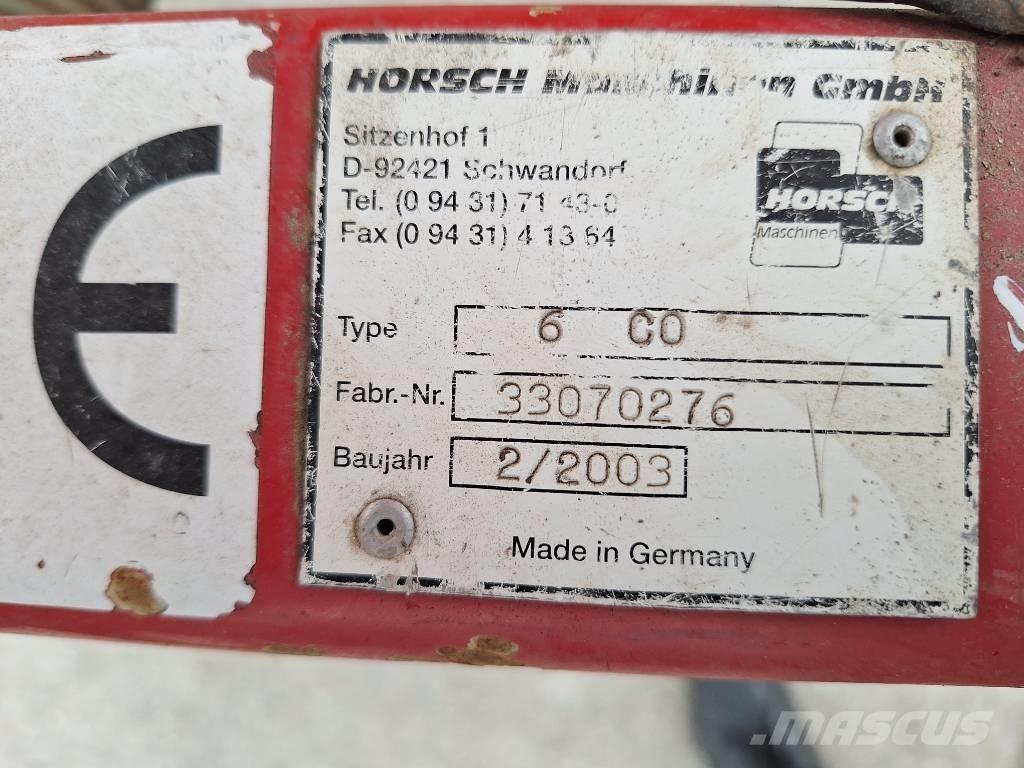 HORSCH Maschinen GmbH
Sitzenhof 1
D-92421 Schwandorf
Tel. (0 94 31) 71 43-0
Fax (0 94 31) 4 13 64
HORSCH
Maschinen
Type 6 CO
Fabr.-Nr. 33070276
Baujahr 2/2003
Made in Germany
CE
MASCUS